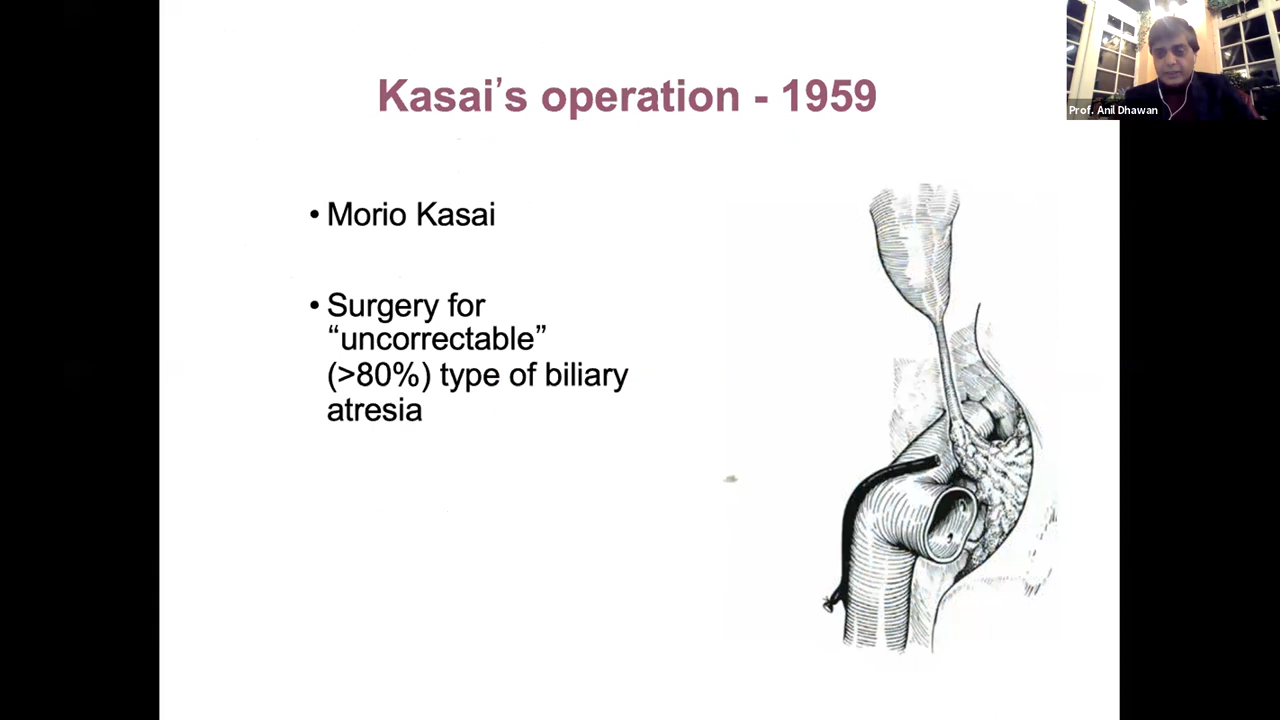 Kasai’s operation - 1959
Prof. Anil Dhawan
• Morio Kasai
• Surgery for
“uncorrectable”
(>80%) type of biliary
atresia